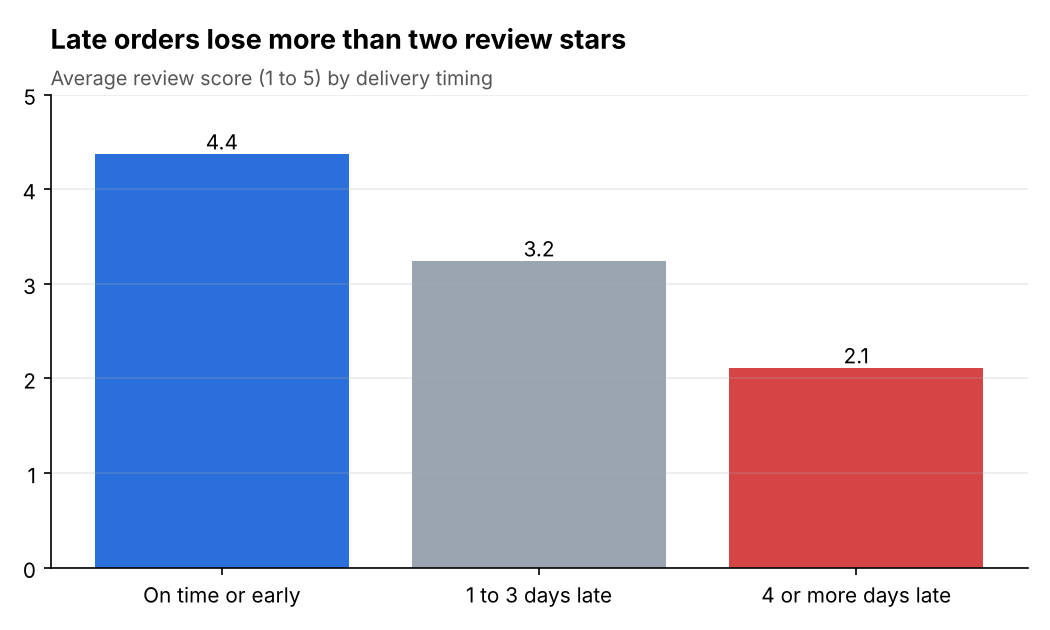 Late orders lose more than two review stars
Average review score (1 to 5) by delivery timing
5
4.4
4
3.2
3
2.1
2
1
0
On time or early
1 to 3 days late
4 or more days late